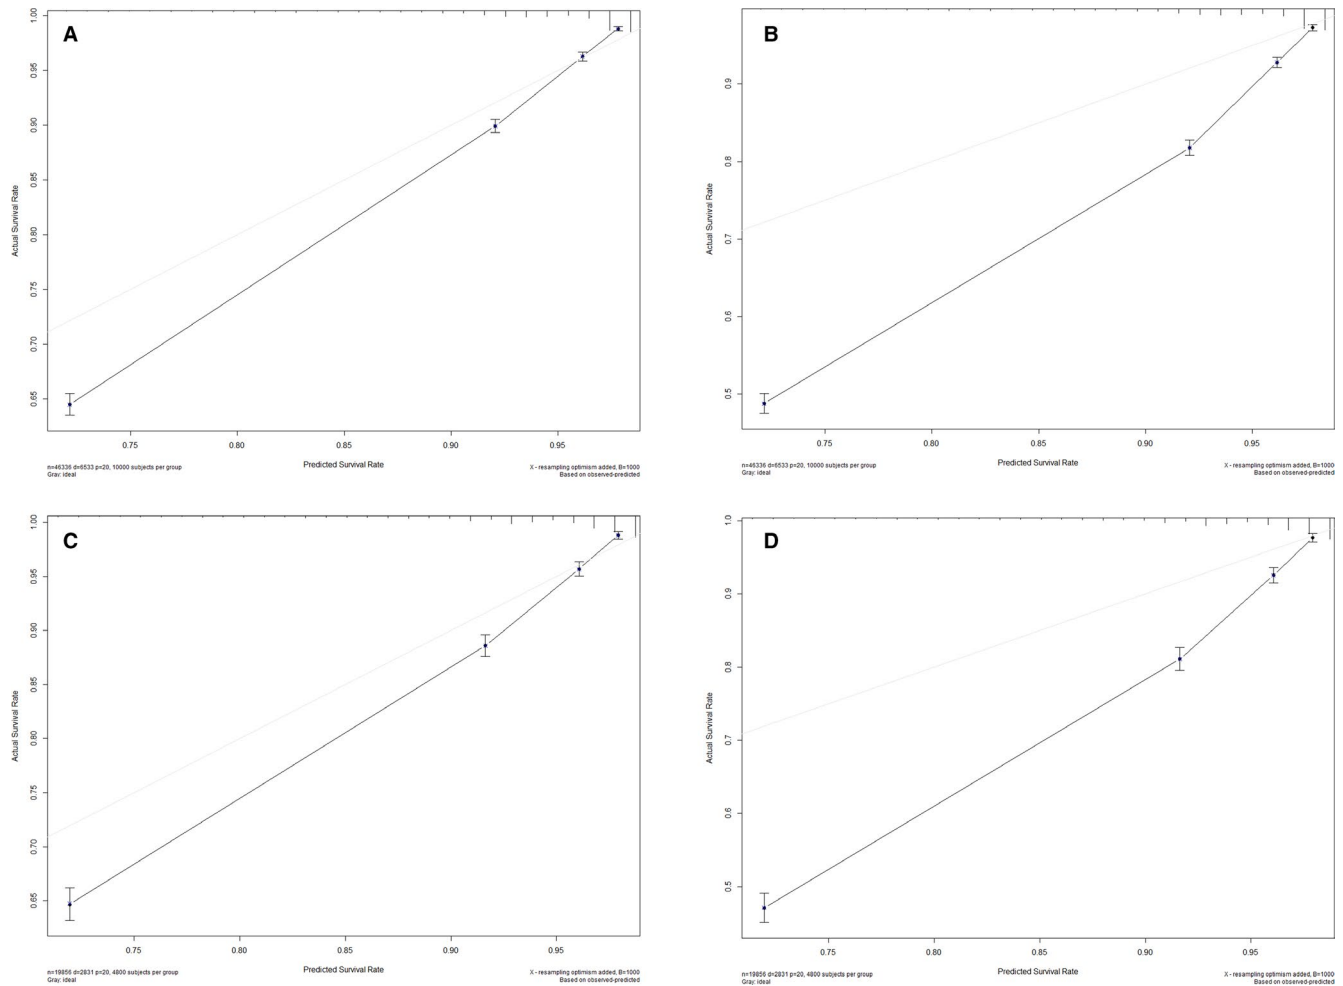 A
1.00
0.95
0.90
0.85
0.80
0.75
0.70
0.65
Actual Survival Rate
0.75 0.80 0.85 0.90 0.95
Predicted Survival Rate
n=46336 d=6533 p=20, 10000 subjects per group
Gray: ideal
X - resampling optimism added, B=1000
Based on observed-predicted
B
0.9
0.8
0.7
0.6
0.5
Actual Survival Rate
0.75 0.80 0.85 0.90 0.95
Predicted Survival Rate
n=46336 d=6533 p=20, 10000 subjects per group
Gray: ideal
X - resampling optimism added, B=1000
Based on observed-predicted
C
1.00
0.95
0.90
0.85
0.80
0.75
0.70
0.65
Actual Survival Rate
0.75 0.80 0.85 0.90 0.95
Predicted Survival Rate
n=19856 d=2831 p=20, 4800 subjects per group
Gray: ideal
X - resampling optimism added, B=1000
Based on observed-predicted
D
1.0
0.9
0.8
0.7
0.6
0.5
Actual Survival Rate
0.75 0.80 0.85 0.90 0.95
Predicted Survival Rate
n=19856 d=2831 p=20, 4800 subjects per group
Gray: ideal
X - resampling optimism added, B=1000
Based on observed-predicted